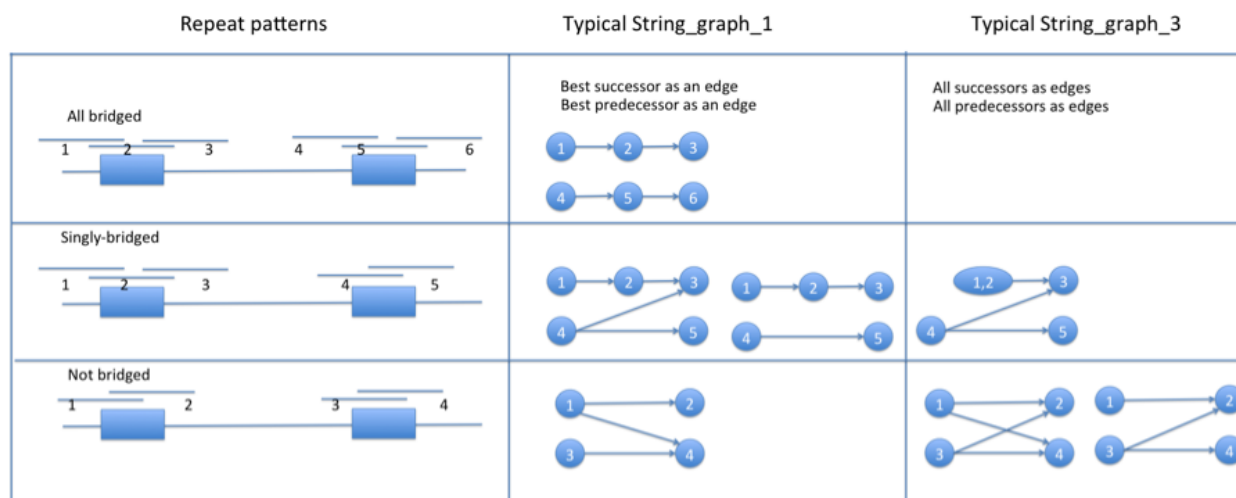 Repeat patterns Typical String_graph_1 Typical String_graph_3
Best successor as an edge
Best predecessor as an edge
All successors as edges
All predecessors as edges
All bridged
1 2 3 4 5 6
1 2 3
4 5 6
Singly-bridged
1 2 3 4 5
1 2 3
4 5
1 2 3
4 5
1,2 3
4 5
Not bridged
1 2 3 4
1 2
3 4
1 2
3 4
1 2
3 4